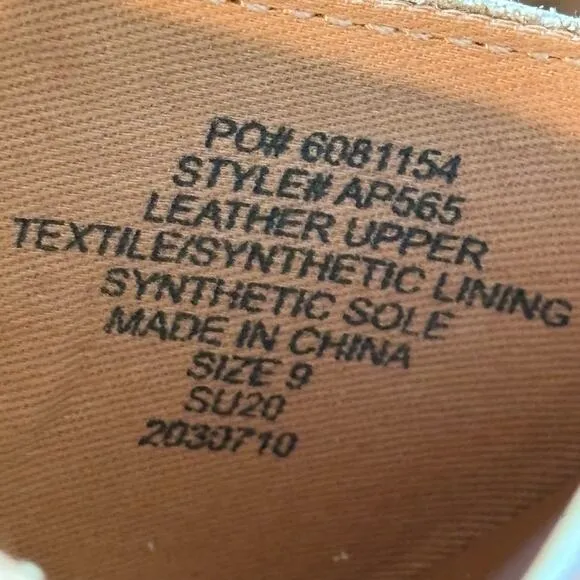 PO# 6081154
STYLE# AP565
LEATHER UPPER
TEXTILE/SYNTHETIC LINING
SYNTHETIC SOLE
MADE IN CHINA
SIZE 9
SU20
2030710